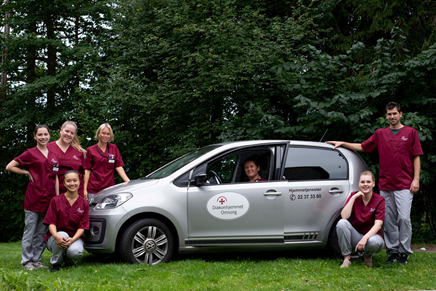 Diakonhjemmet
Omsorg
Hjemmetjenester
22 37 33 80